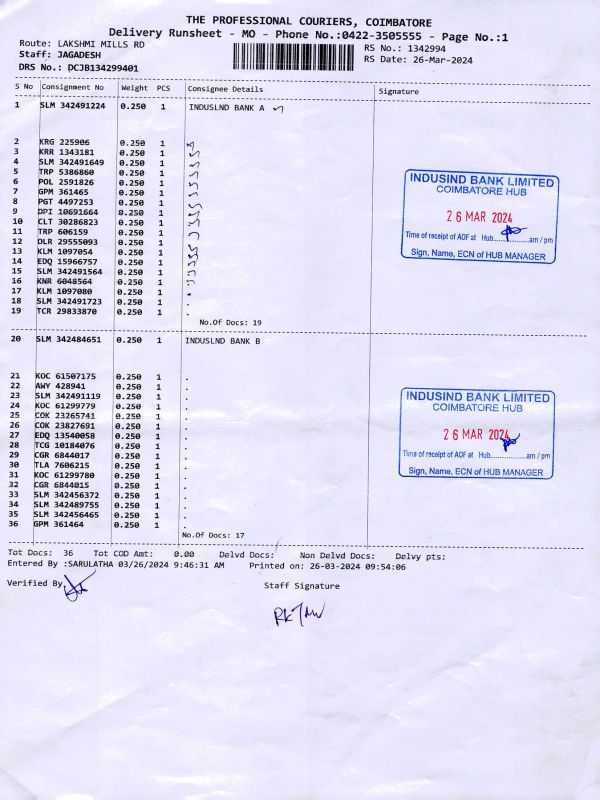 THE PROFESSIONAL COURIERS, COIMBATORE
Delivery Runsheet - MO - Phone No.:0422-3505555 - Page No.:1
Route: LAKSHMI MILLS RD RS No.: 1342994
Staff: JAGADESH RS Date: 26-Mar-2024
DRS No.: DCJB134299401
S No Consignment No Weight PCS Consignee Details Signature
1 SLM 342491224 0.250 1 INDUSLND BANK A
2 KRG 225906 0.250 1
3 KRR 1343181 0.250 1
4 SLM 342491649 0.250 1
5 TRP 5386860 0.250 1
6 POL 2591826 0.250 1
7 GPM 361465 0.250 1
8 PGT 4497253 0.250 1
9 DPI 10691664 0.250 1
10 CLT 30286823 0.250 1
11 TRP 606159 0.250 1
12 DLR 29555093 0.250 1
13 KLM 1097054 0.250 1
14 EDQ 15966757 0.250 1
15 SLM 342491564 0.250 1
16 KNR 6048564 0.250 1
17 KLM 1097080 0.250 1 .
18 SLM 342491723 0.250 1 .
19 TCR 29833870 0.250 1 .
No.Of Docs: 19
INDUSIND BANK LIMITED
COIMBATORE HUB
26 MAR 2024
Time of receipt of AOF at Hub..............am / pm
Sign, Name, ECN of HUB MANAGER
20 SLM 342484651 0.250 1 INDUSLND BANK B
21 KOC 61507175 0.250 1 .
22 AWY 428941 0.250 1 .
23 SLM 342491119 0.250 1 .
24 KOC 61299779 0.250 1 .
25 COK 23265741 0.250 1 .
26 COK 23827691 0.250 1 .
27 EDQ 13540058 0.250 1 .
28 TCG 10184076 0.250 1 .
29 CGR 6844017 0.250 1 .
30 TLA 7606215 0.250 1 .
31 KOC 61299780 0.250 1 .
32 CGR 6844015 0.250 1 .
33 SLM 342456372 0.250 1 .
34 SLM 342489755 0.250 1 .
35 SLM 342456465 0.250 1 .
36 GPM 361464 0.250 1 .
No.Of Docs: 17
INDUSIND BANK LIMITED
COIMBATORE HUB
26 MAR 2024
Time of receipt of AOF at Hub..............am / pm
Sign, Name, ECN of HUB MANAGER
Tot Docs: 36 Tot COD Amt: 0.00 Delvd Docs: Non Delvd Docs: Delvy pts:
Entered By :SARULATHA 03/26/2024 9:46:31 AM Printed on: 26-03-2024 09:54:06
Verified By, Staff Signature